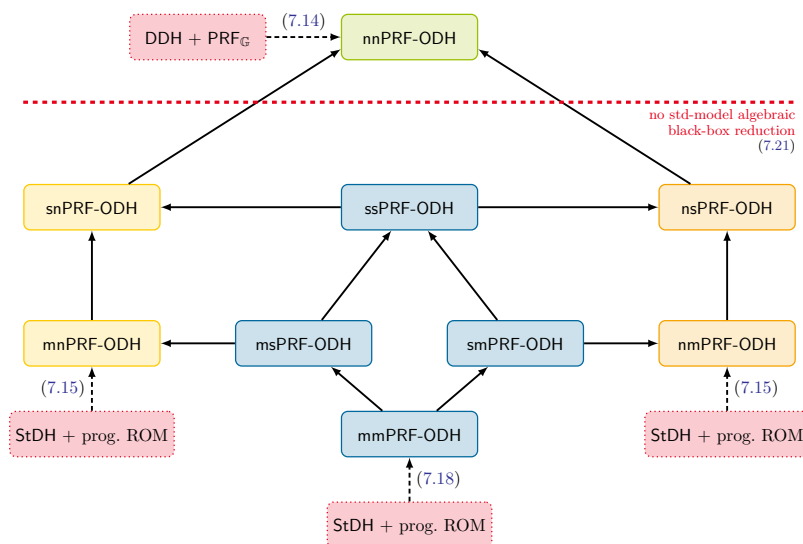 DDH + PRF𝔾
(7.14)
nnPRF-ODH
no std-model algebraic
black-box reduction
(7.21)
snPRF-ODH
ssPRF-ODH
nsPRF-ODH
mnPRF-ODH
msPRF-ODH
smPRF-ODH
nmPRF-ODH
(7.15)
(7.15)
StDH + prog. ROM
mmPRF-ODH
StDH + prog. ROM
(7.18)
StDH + prog. ROM